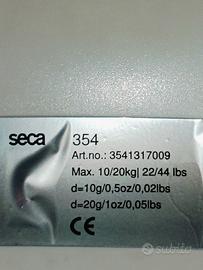 seca 354
Art.no.: 3541317009
Max. 10/20kg| 22/44 lbs
d=10g/0,5oz/0,02lbs
d=20g/1oz/0,05lbs
CE
subito